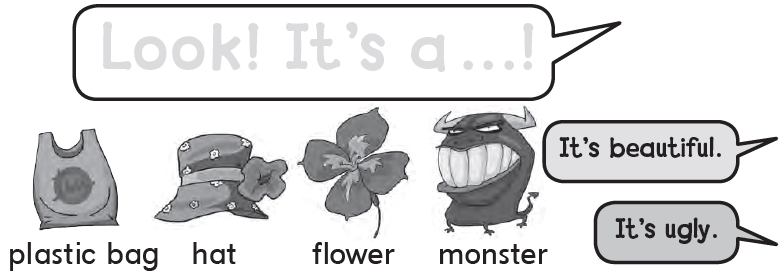 Look! It's a ...!
It's beautiful.
It's ugly.
plastic bag hat flower monster